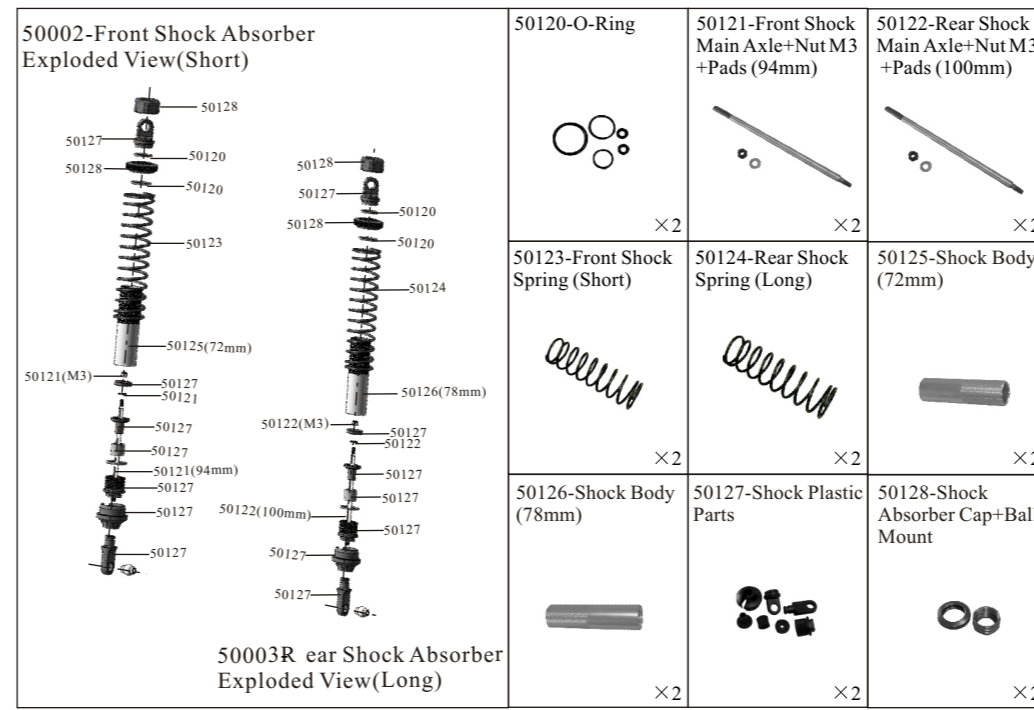 50002-Front Shock Absorber
Exploded View(Short)
50128
50127
50120
50128
50120
50123
50125(72mm)
50121(M3)
50127
50121
50127
50127
50121(94mm)
50127
50127
50127
50128
50127
50120
50128
50120
50124
50126(78mm)
50122(M3)
50127
50122
50127
50127
50122(100mm)
50127
50127
50127
50003-R ear Shock Absorber
Exploded View(Long)
50120-O-Ring
×2
50121-Front Shock
Main Axle+Nut M3
+Pads (94mm)
×2
50122-Rear Shock
Main Axle+Nut M3
+Pads (100mm)
×2
50123-Front Shock
Spring (Short)
×2
50124-Rear Shock
Spring (Long)
×2
50125-Shock Body
(72mm)
×2
50126-Shock Body
(78mm)
×2
50127-Shock Plastic
Parts
×2
50128-Shock
Absorber Cap+Ball
Mount
×2